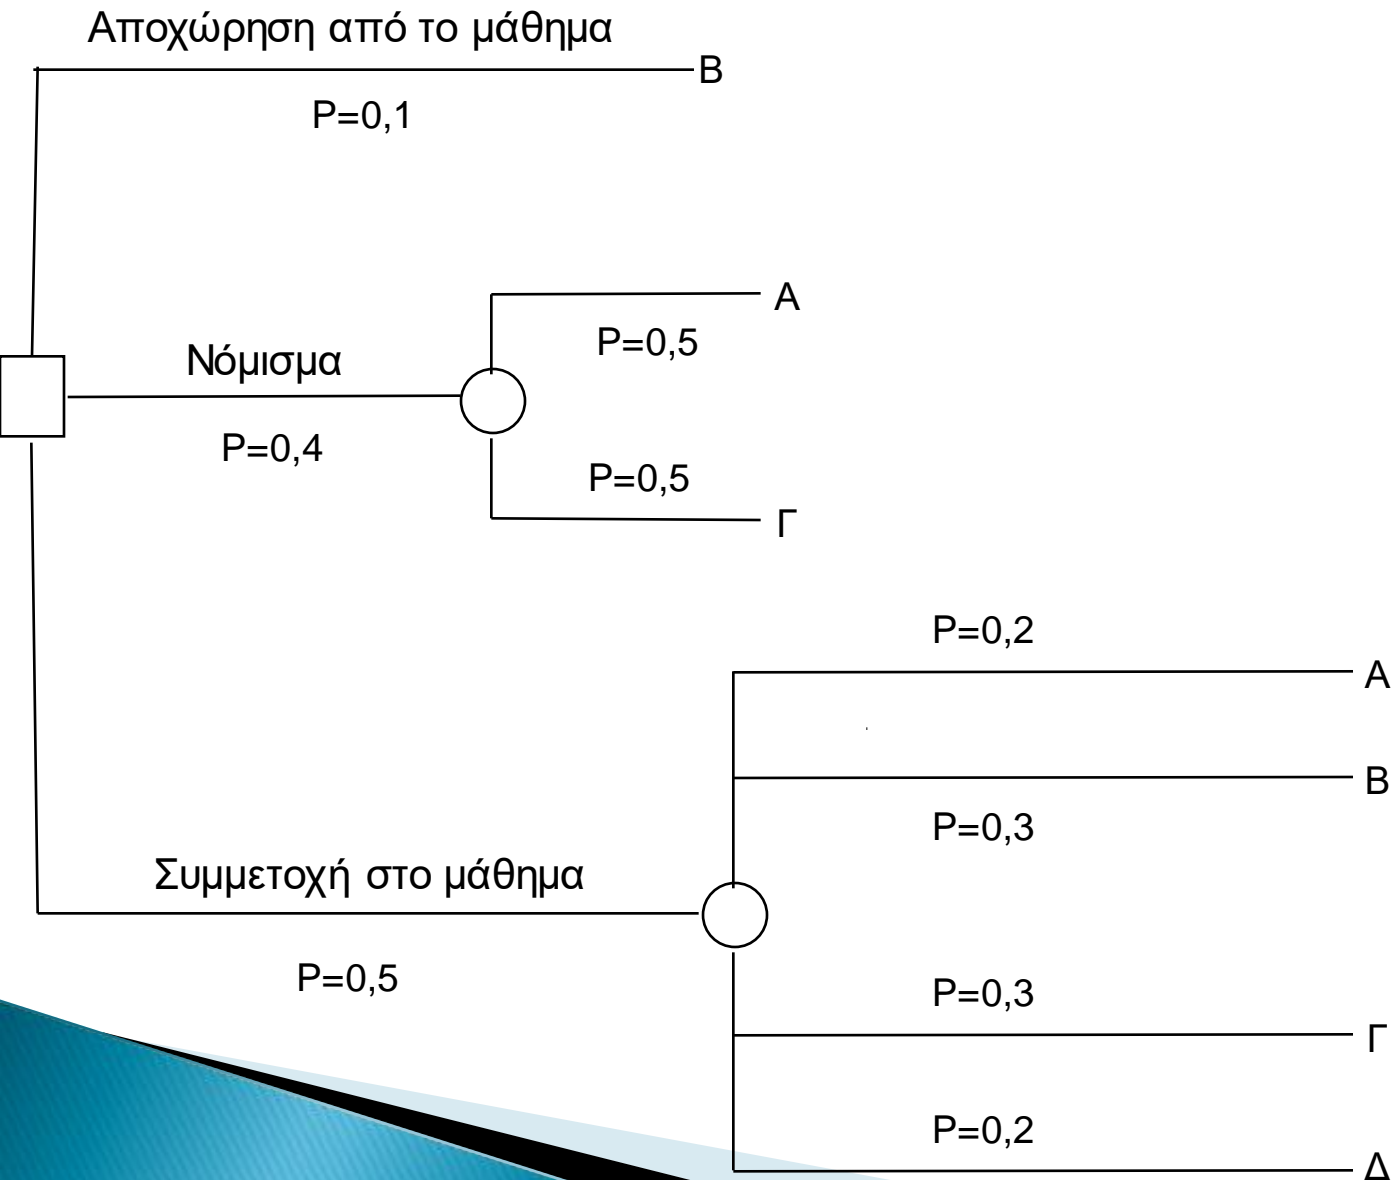 Αποχώρηση από το μάθημα
Β
Ρ=0,1
Α
Ρ=0,5
Νόμισμα
Ρ=0,4
Ρ=0,5
Γ
Ρ=0,2
Α
Β
Ρ=0,3
Συμμετοχή στο μάθημα
Ρ=0,5
Ρ=0,3
Γ
Ρ=0,2
Δ